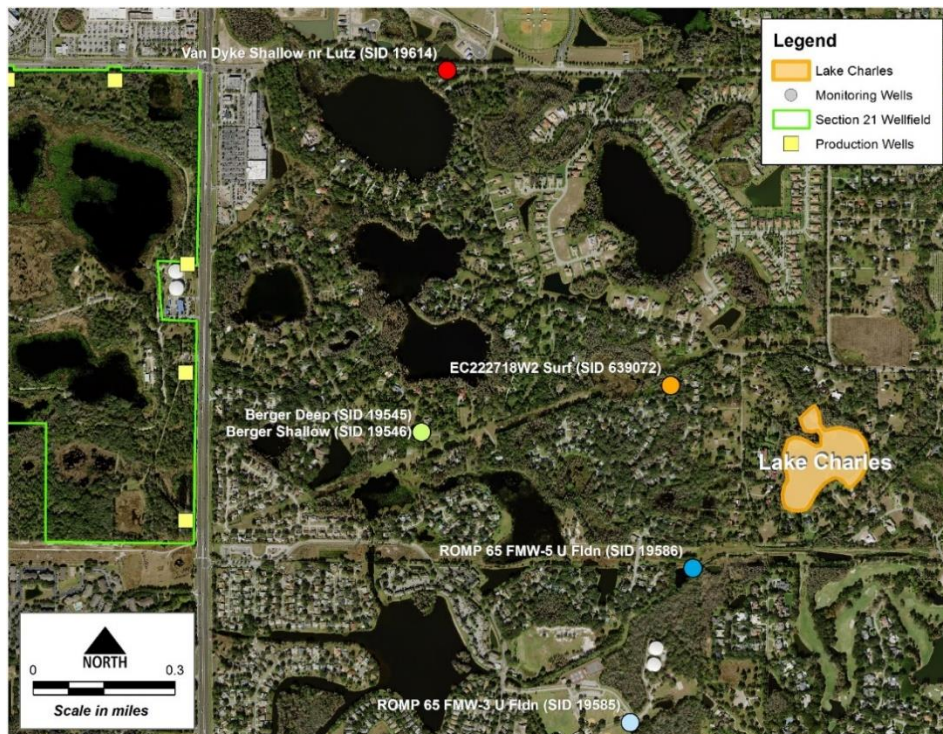 Van Dyke Shallow nr Lutz (SID 19614)
Legend
Lake Charles
Monitoring Wells
Section 21 Wellfield
Production Wells
EC222718W2 Surf (SID 639072)
Berger Deep (SID 19545)
Berger Shallow (SID 19546)
Lake Charles
ROMP 65 FMW-5 U Fldn (SID 19586)
NORTH
0 0.3
Scale in miles
ROMP 65 FMW-3 U Fldn (SID 19585)